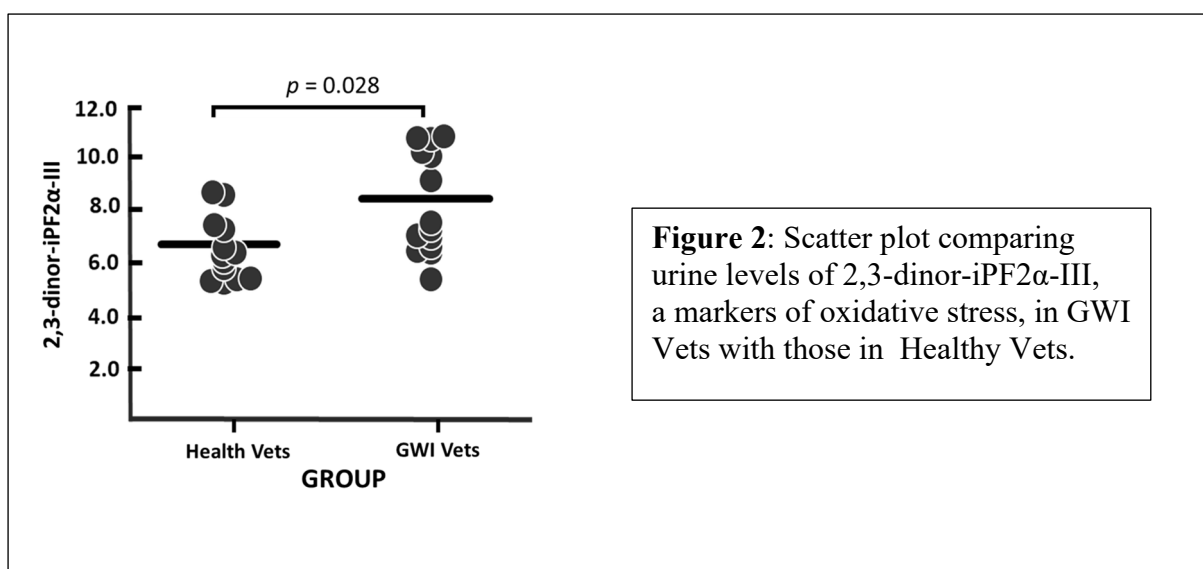 p = 0.028
12.0
10.0
8.0
6.0
4.0
2.0
2,3-dinor-iPF2α-III
Health Vets
GWI Vets
GROUP
Figure 2: Scatter plot comparing
urine levels of 2,3-dinor-iPF2α-III,
a markers of oxidative stress, in GWI
Vets with those in  Healthy Vets.